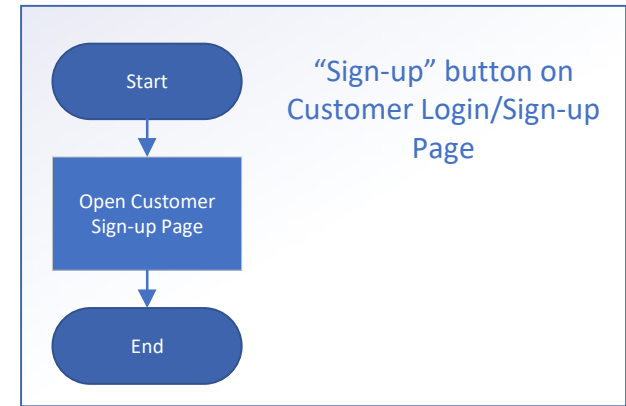 Start
“Sign-up” button on
Customer Login/Sign-up
Page
Open Customer
Sign-up Page
End